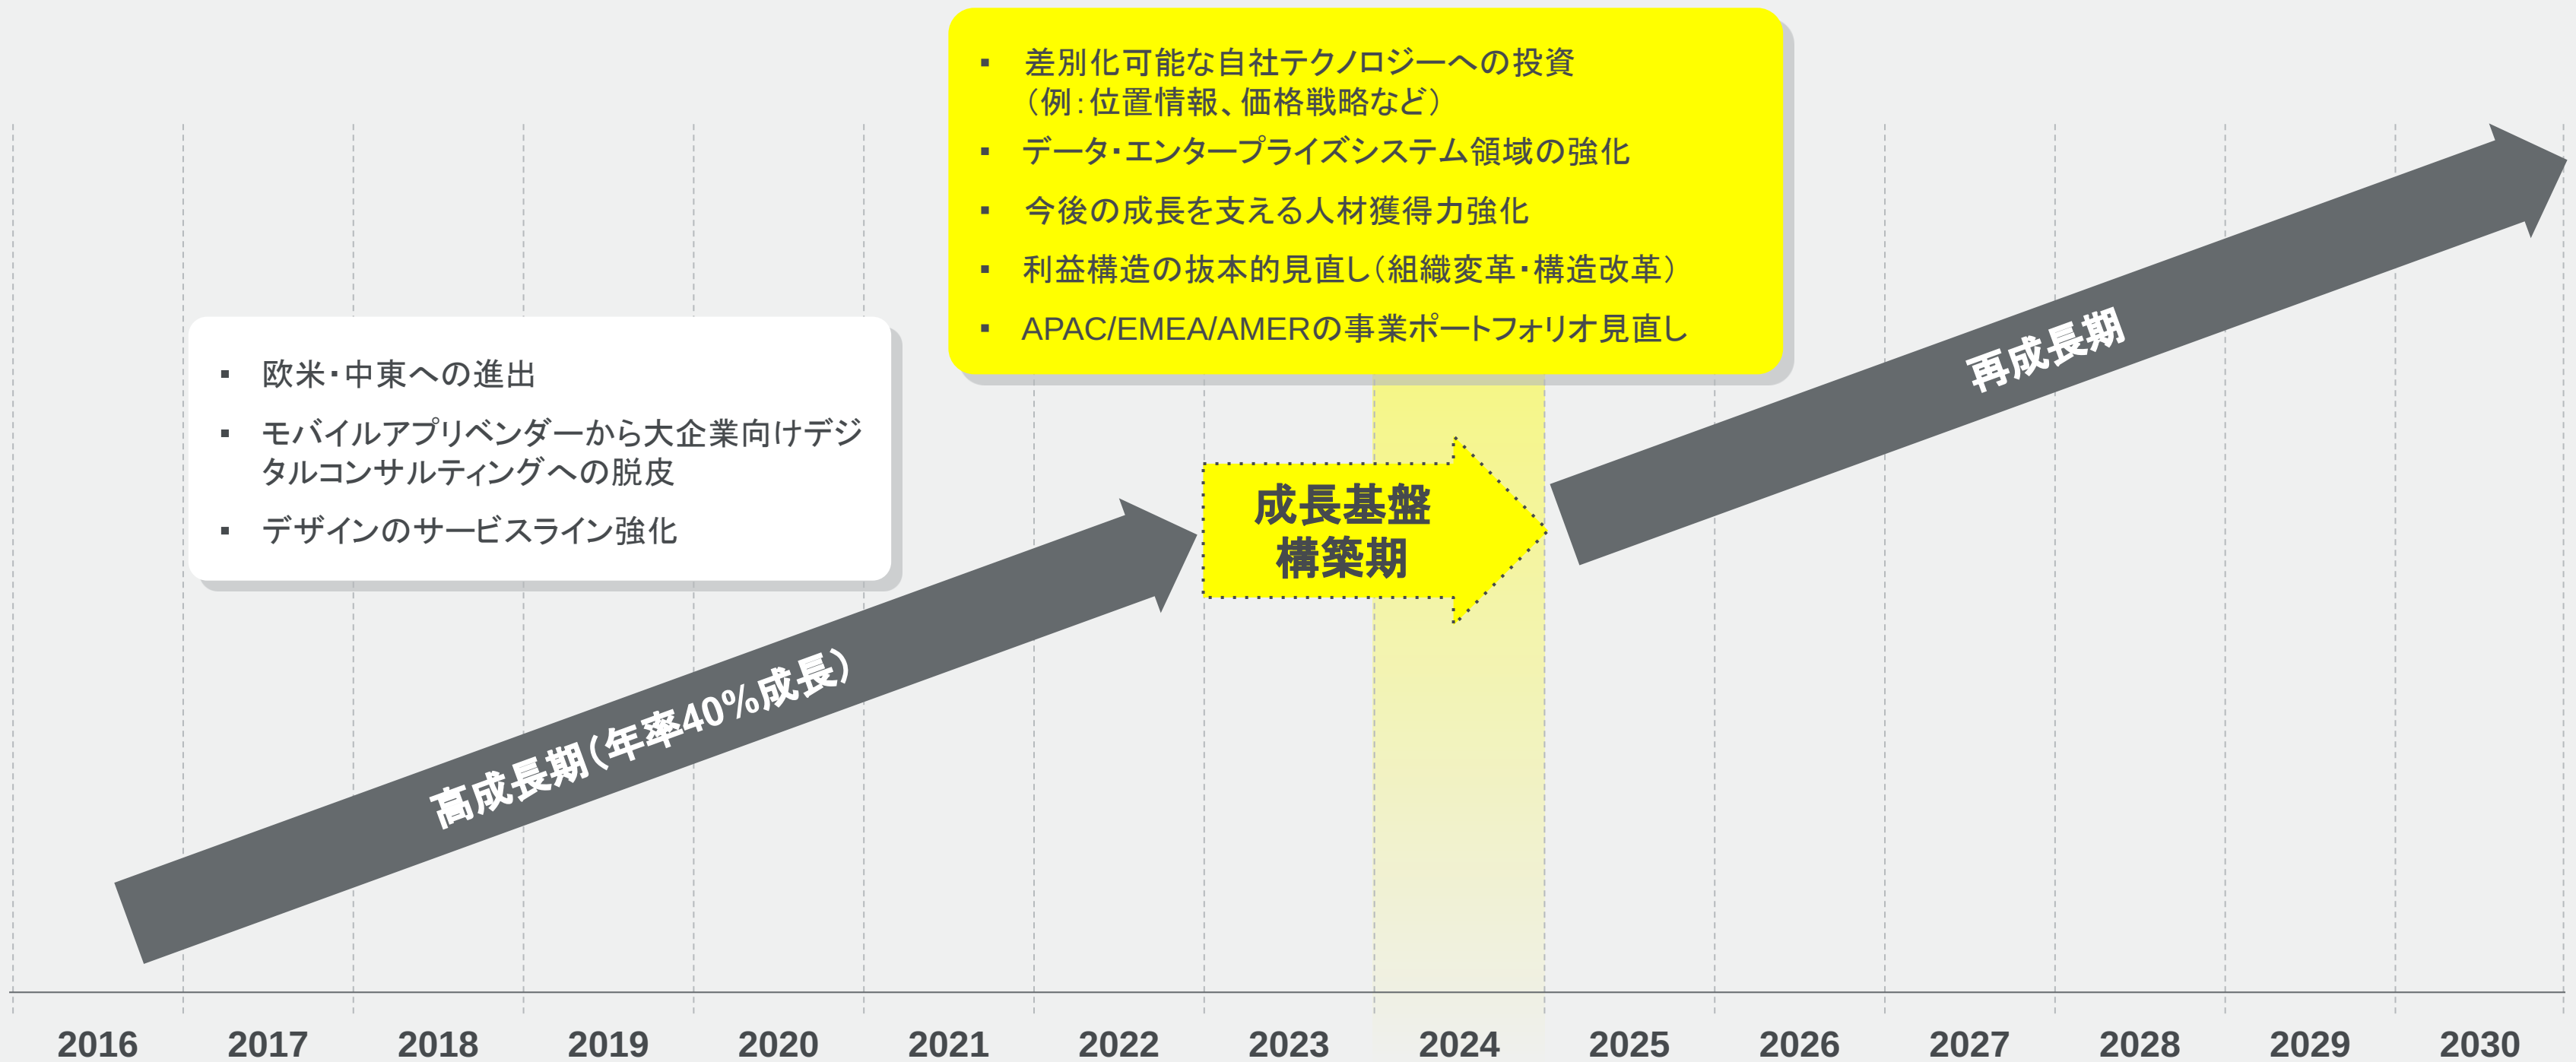 ▪ 差別化可能な自社テクノロジーへの投資
（例：位置情報、価格戦略など）
▪ データ・エンタープライズシステム領域の強化
▪ 今後の成長を支える人材獲得力強化
▪ 利益構造の抜本的見直し（組織変革・構造改革）
▪ APAC/EMEA/AMERの事業ポートフォリオ見直し
▪ 欧米・中東への進出
▪ モバイルアプリベンダーから大企業向けデジ
タルコンサルティングへの脱皮
▪ デザインのサービスライン強化
高成長期（年率40%成長）
成長基盤
構築期
再成長期
2016 2017 2018 2019 2020 2021 2022 2023 2024 2025 2026 2027 2028 2029 2030